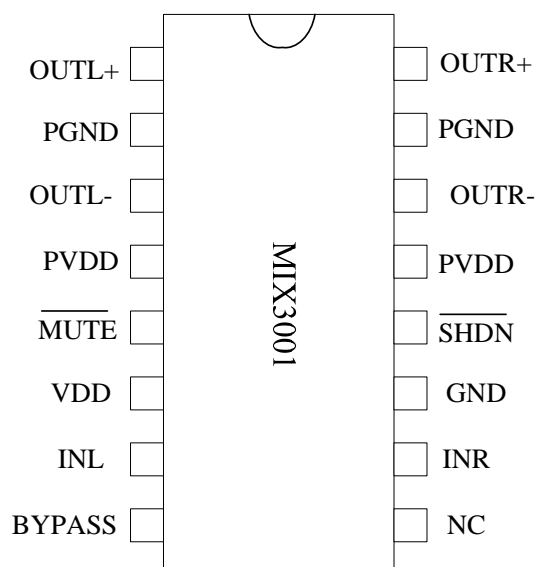 OUTL+ OUTR+
PGND PGND
OUTL- OUTR-
PVDD PVDD
MUTE SHDN
MIX3001
VDD GND
INL INR
BYPASS NC